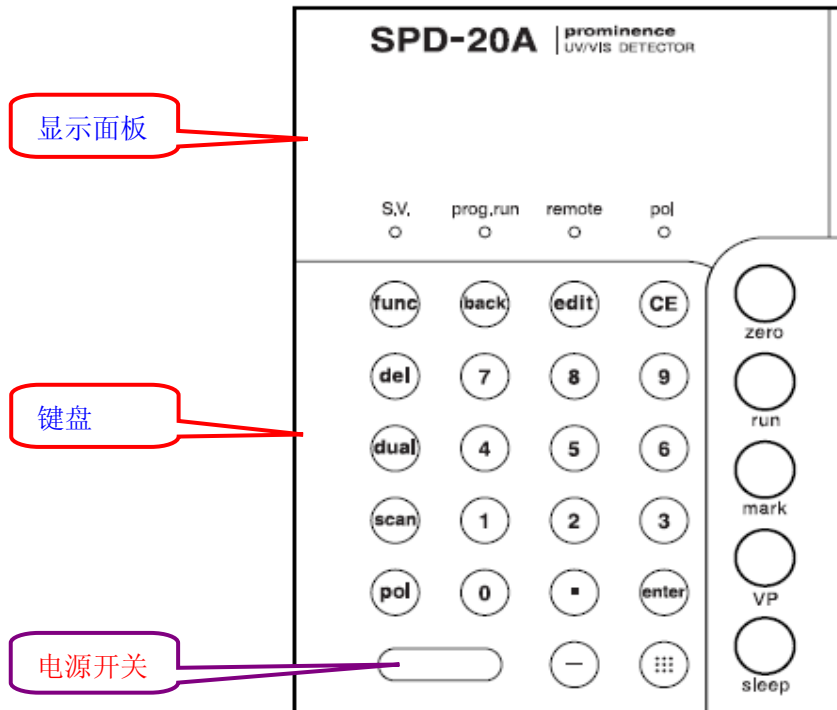 SPD-20A
prominence
UV/VIS DETECTOR
显示面板
S.V. prog.run remote pol
func back edit CE
zero
del 7 8 9
键盘
run
dual 4 5 6
scan 1 2 3
mark
pol 0 . enter
VP
电源开关
−
sleep